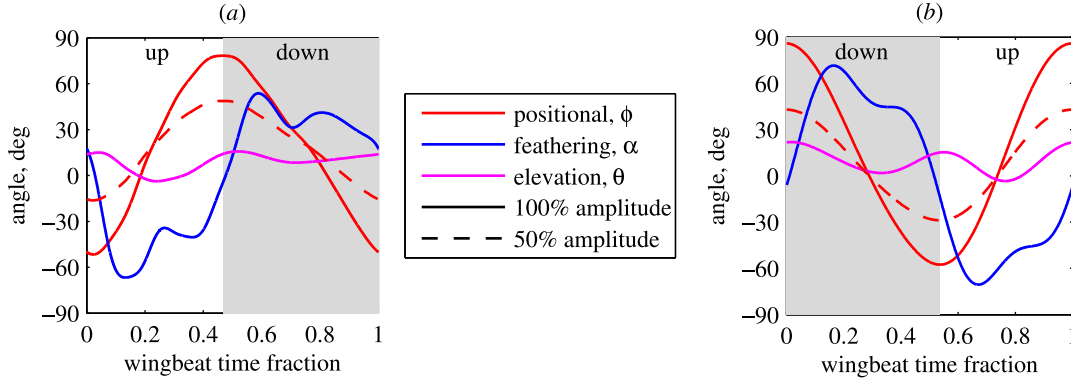 (a)
(b)
90
60
30
0
−30
−60
−90
angle, deg
up
down
0
0.2
0.4
0.6
0.8
1
wingbeat time fraction
positional, ϕ
feathering, α
elevation, θ
100% amplitude
50% amplitude
90
60
30
0
−30
−60
−90
angle, deg
down
up
0
0.2
0.4
0.6
0.8
1
wingbeat time fraction